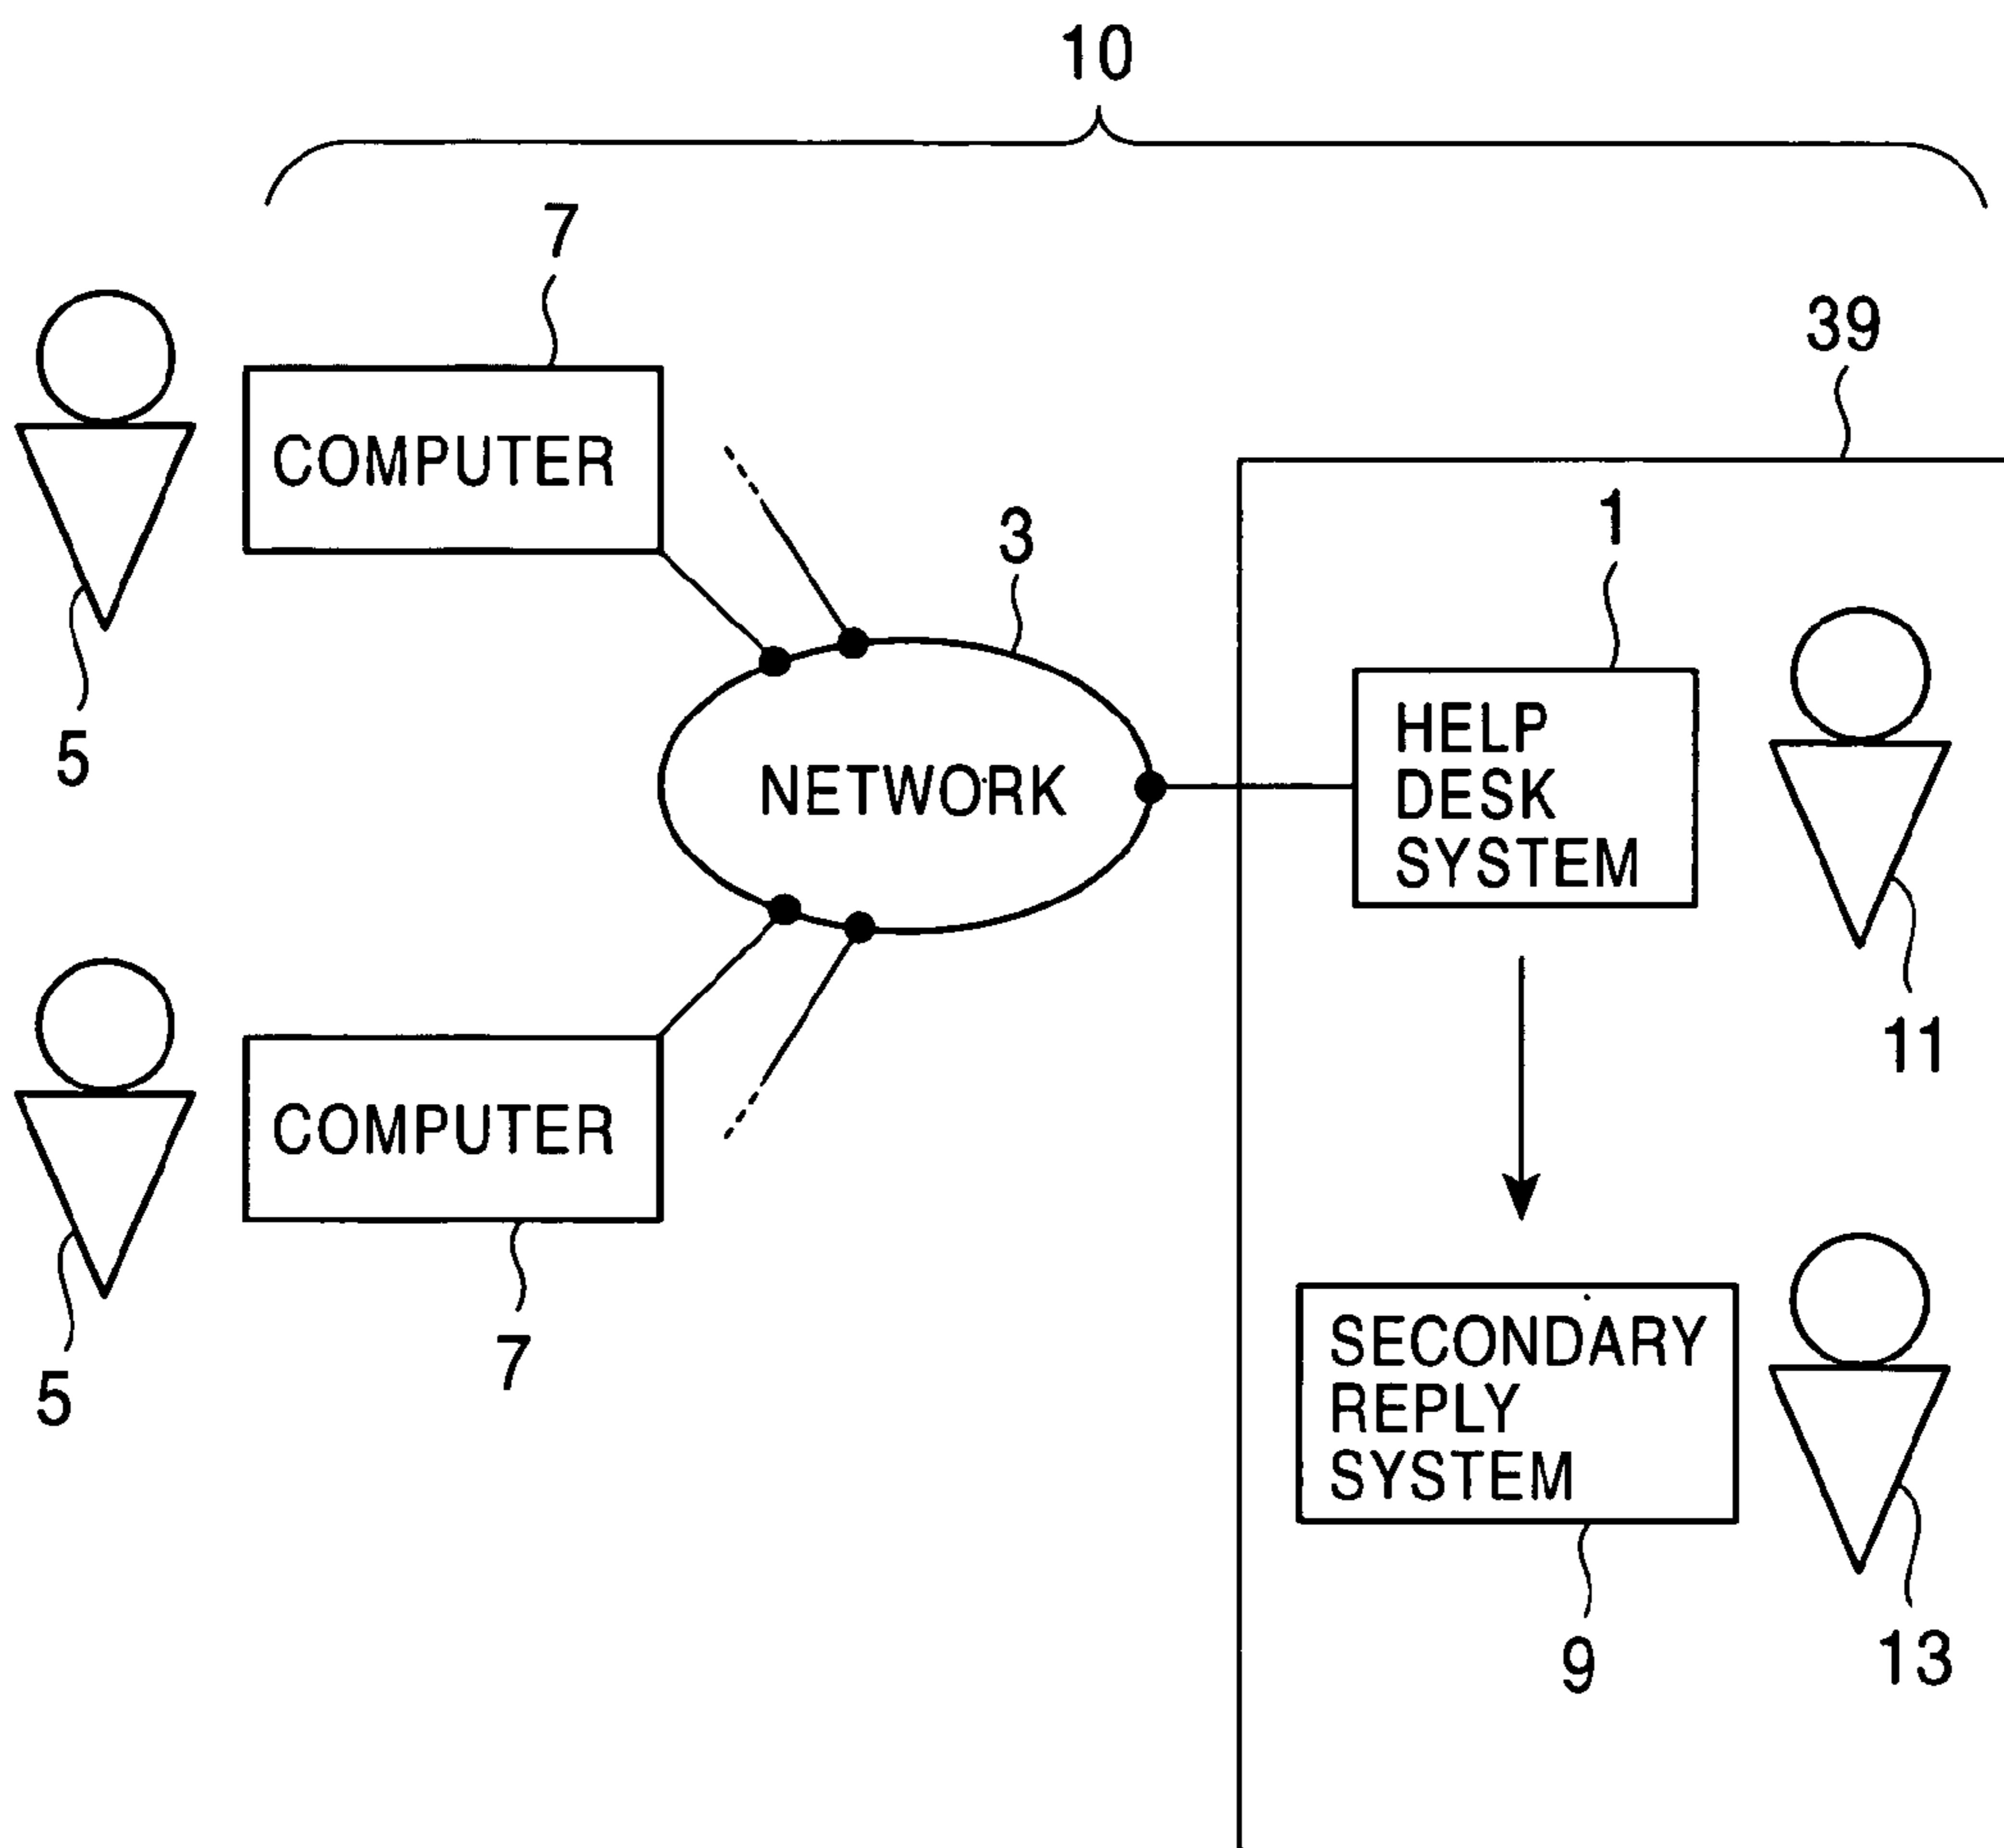 10
7
39
COMPUTER
1
3
HELP
DESK
SYSTEM
NETWORK
5
11
COMPUTER
SECONDARY
REPLY
SYSTEM
7
5
9
13